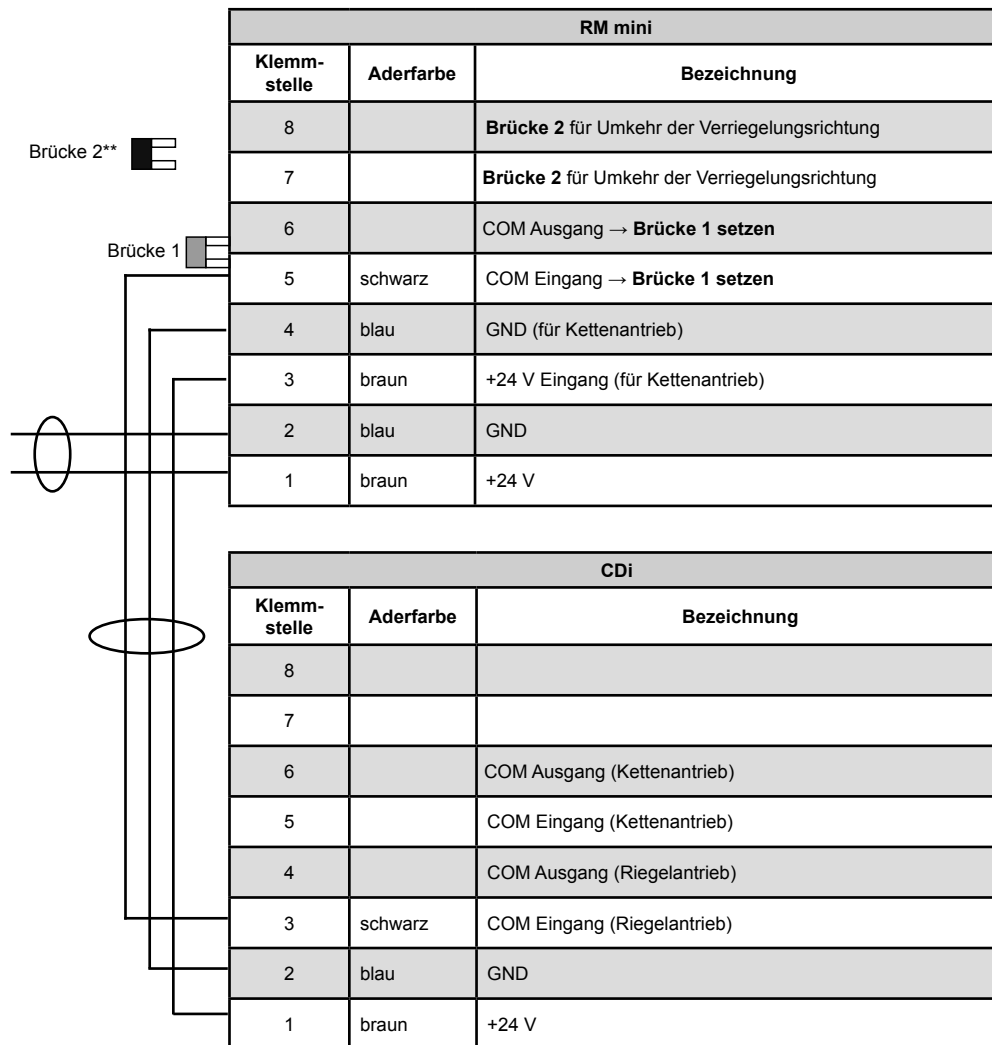 RM mini
Klemm-
stelle Aderfarbe Bezeichnung
8 Brücke 2 für Umkehr der Verriegelungsrichtung
Brücke 2**
7 Brücke 2 für Umkehr der Verriegelungsrichtung
6 COM Ausgang → Brücke 1 setzen
Brücke 1
5 schwarz COM Eingang → Brücke 1 setzen
4 blau GND (für Kettenantrieb)
3 braun +24 V Eingang (für Kettenantrieb)
2 blau GND
1 braun +24 V
CDi
Klemm-
stelle Aderfarbe Bezeichnung
8
7
6 COM Ausgang (Kettenantrieb)
5 COM Eingang (Kettenantrieb)
4 COM Ausgang (Riegelantrieb)
3 schwarz COM Eingang (Riegelantrieb)
2 blau GND
1 braun +24 V